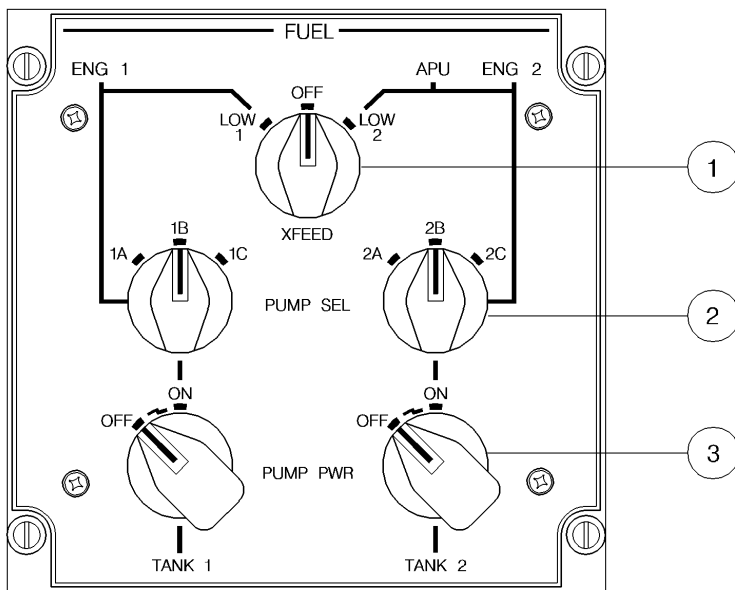 FUEL
ENG 1
APU
ENG 2
OFF
LOW
1
LOW
2
1
XFEED
1A
1B
1C
2A
2B
2C
PUMP SEL
2
OFF
ON
OFF
ON
PUMP PWR
3
TANK 1
TANK 2